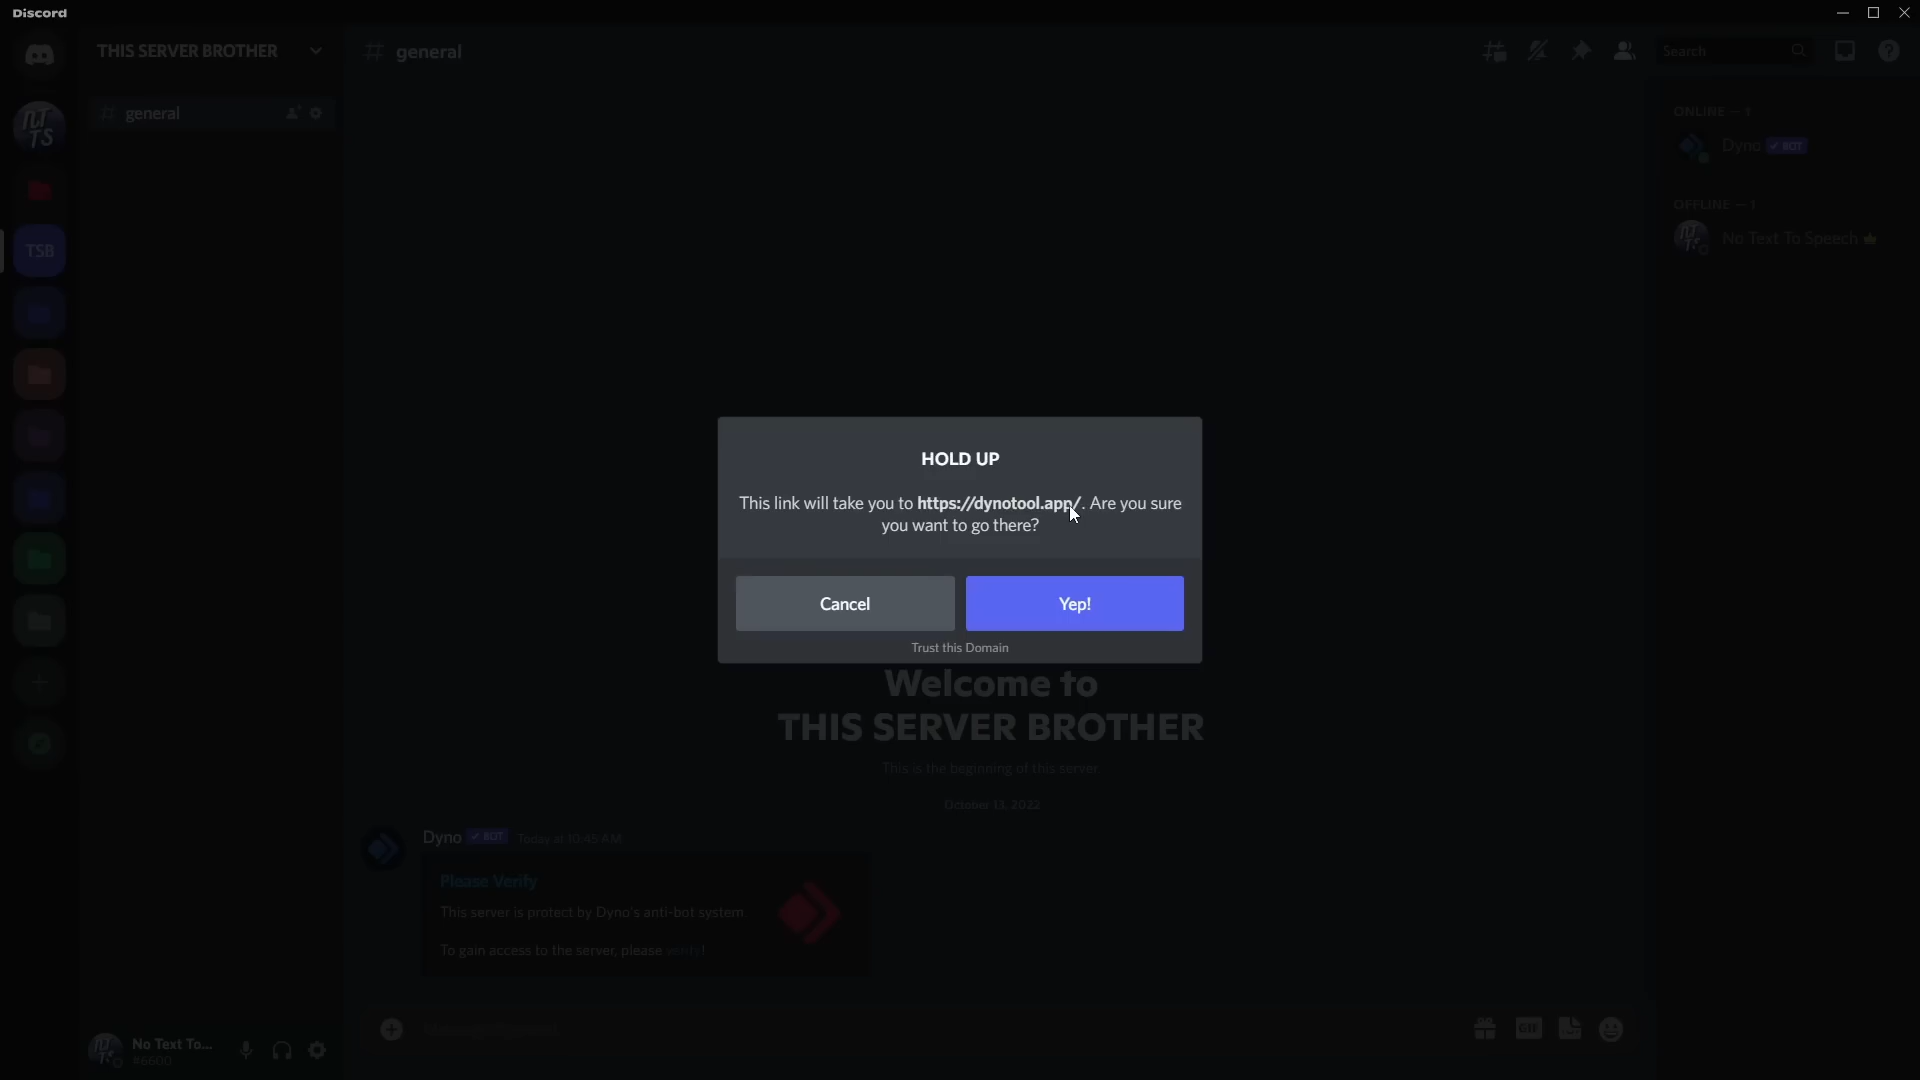 Discord
THIS SERVER BROTHER
general
Search
general
ONLINE — 1
Dyno ✓ BOT
OFFLINE — 1
No Text To Speech
TSB
HOLD UP
This link will take you to https://dynotool.app/. Are you sure
you want to go there?
Cancel
Yep!
Trust this Domain
Welcome to
THIS SERVER BROTHER
This is the beginning of this server
October 13, 2022
Dyno ✓ BOT Today at 10:45 AM
Please Verify
This server is protect by Dyno's anti-bot system
To gain access to the server, please verify!
No Text To...
#6600
GIF